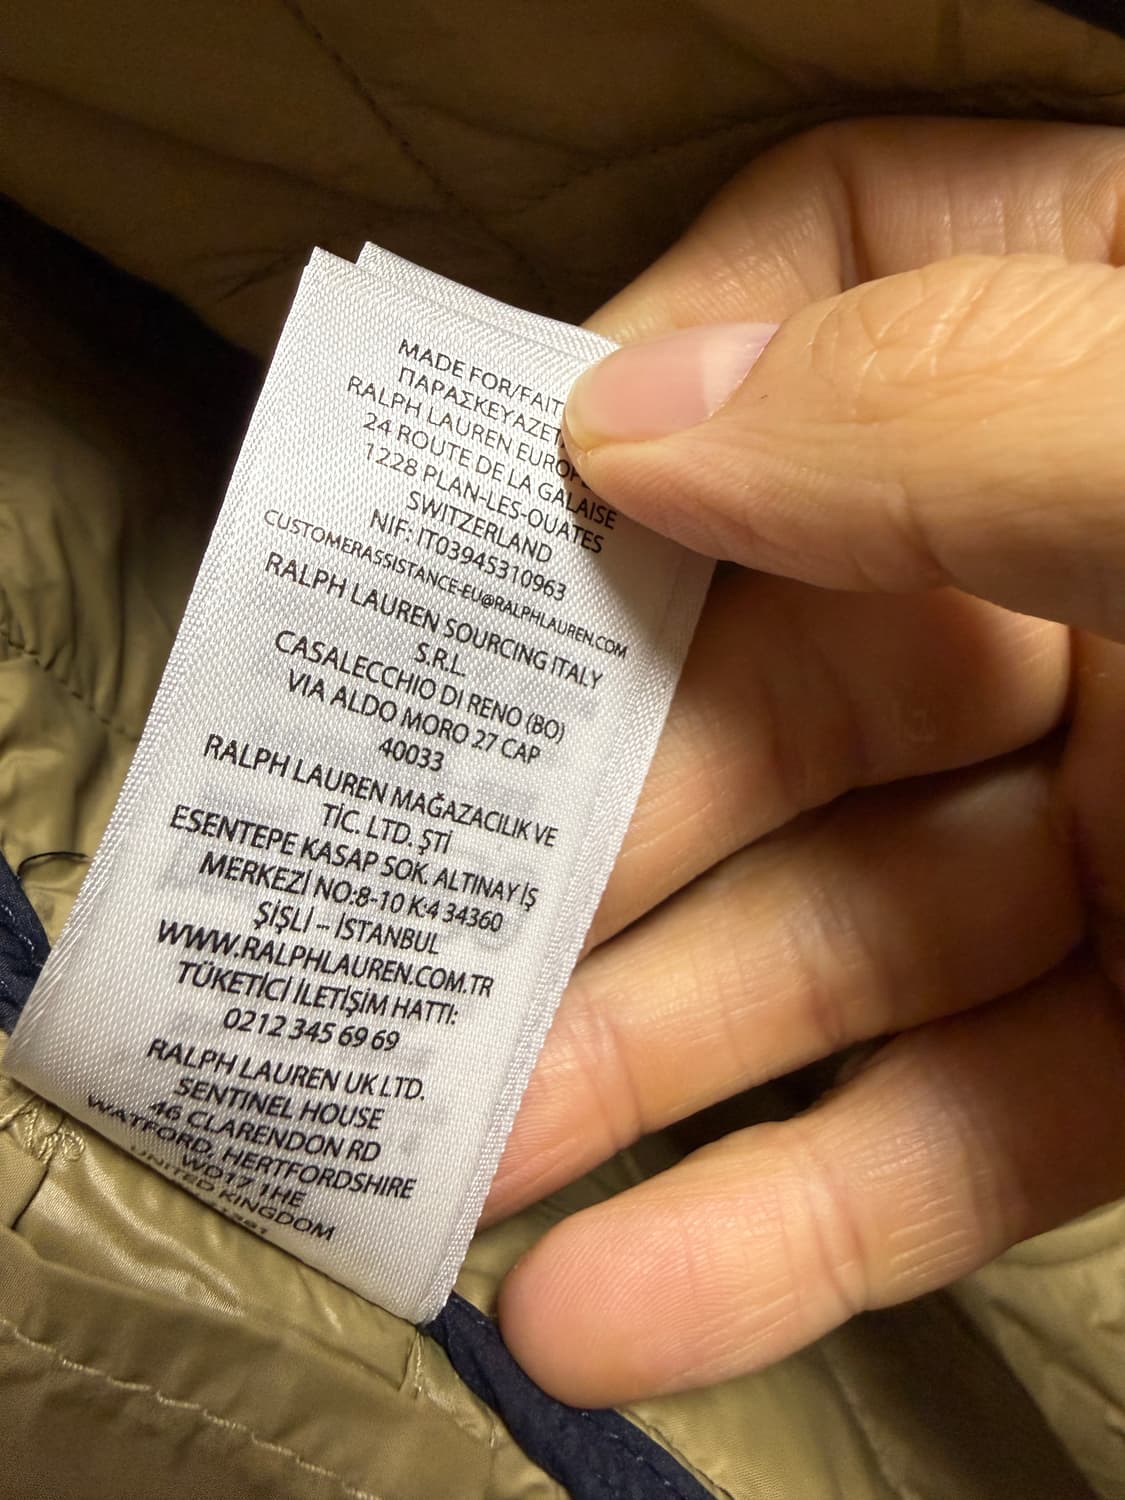 MADE FOR/FAIT
ΠΑΡΑΣΚΕΥΑΖΕΤ
RALPH LAUREN EUROPE
24 ROUTE DE LA GALAISE
1228 PLAN-LES-OUATES
SWITZERLAND
NIF: IT03945310963
CUSTOMERASSISTANCE-EU@RALPHLAUREN.COM
RALPH LAUREN SOURCING ITALY
S.R.L.
CASALECCHIO DI RENO (BO)
VIA ALDO MORO 27 CAP
40033
RALPH LAUREN MAĞAZACILIK VE
TİC. LTD. ŞTİ
ESENTEPE KASAP SOK. ALTINAY İŞ
MERKEZİ NO:8-10 K:4 34360
ŞİŞLİ – İSTANBUL
WWW.RALPHLAUREN.COM.TR
TÜKETİCİ İLETİŞİM HATTI:
0212 345 69 69
RALPH LAUREN UK LTD.
SENTINEL HOUSE
46 CLARENDON RD
WATFORD, HERTFORDSHIRE
WD17 1HE
UNITED KINGDOM